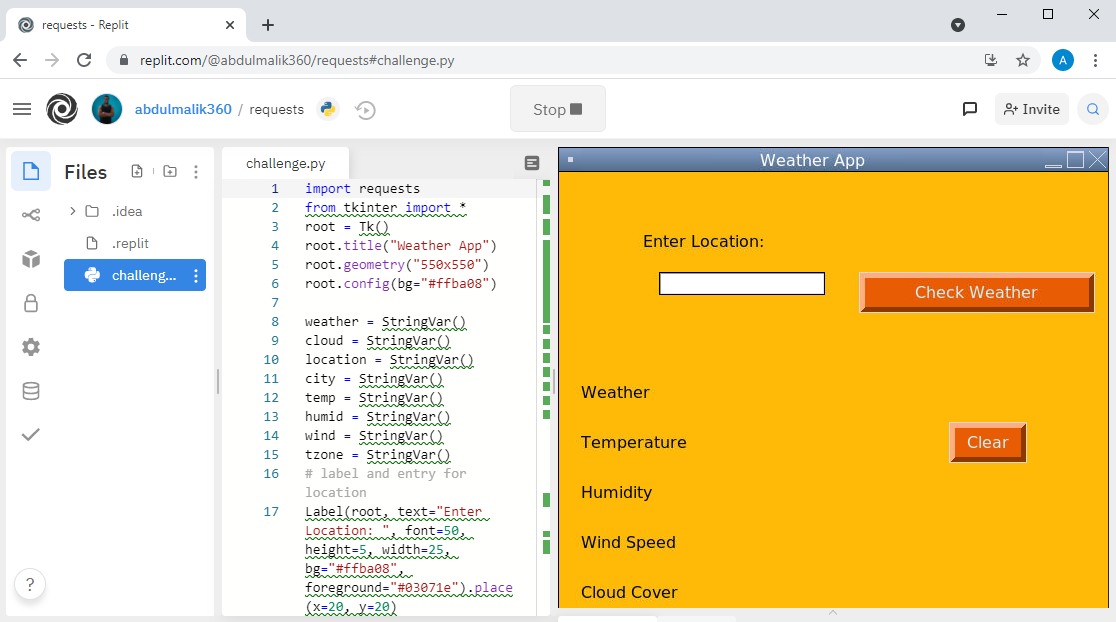 requests - Replit
replit.com/@abdulmalik360/requests#challenge.py
A
abdulmalik360 / requests
Stop
Invite
Files
.idea
.replit
challeng...
?
challenge.py
1 import requests
2 from tkinter import *
3 root = Tk()
4 root.title("Weather App")
5 root.geometry("550x550")
6 root.config(bg="#ffba08")
7
8 weather = StringVar()
9 cloud = StringVar()
10 location = StringVar()
11 city = StringVar()
12 temp = StringVar()
13 humid = StringVar()
14 wind = StringVar()
15 tzone = StringVar()
16 # label and entry for
location
17 Label(root, text="Enter
Location: ", font=50,
height=5, width=25,
bg="#ffba08",
foreground="#03071e").place
(x=20, y=20)
Weather App
Enter Location:
Check Weather
Weather
Temperature
Clear
Humidity
Wind Speed
Cloud Cover